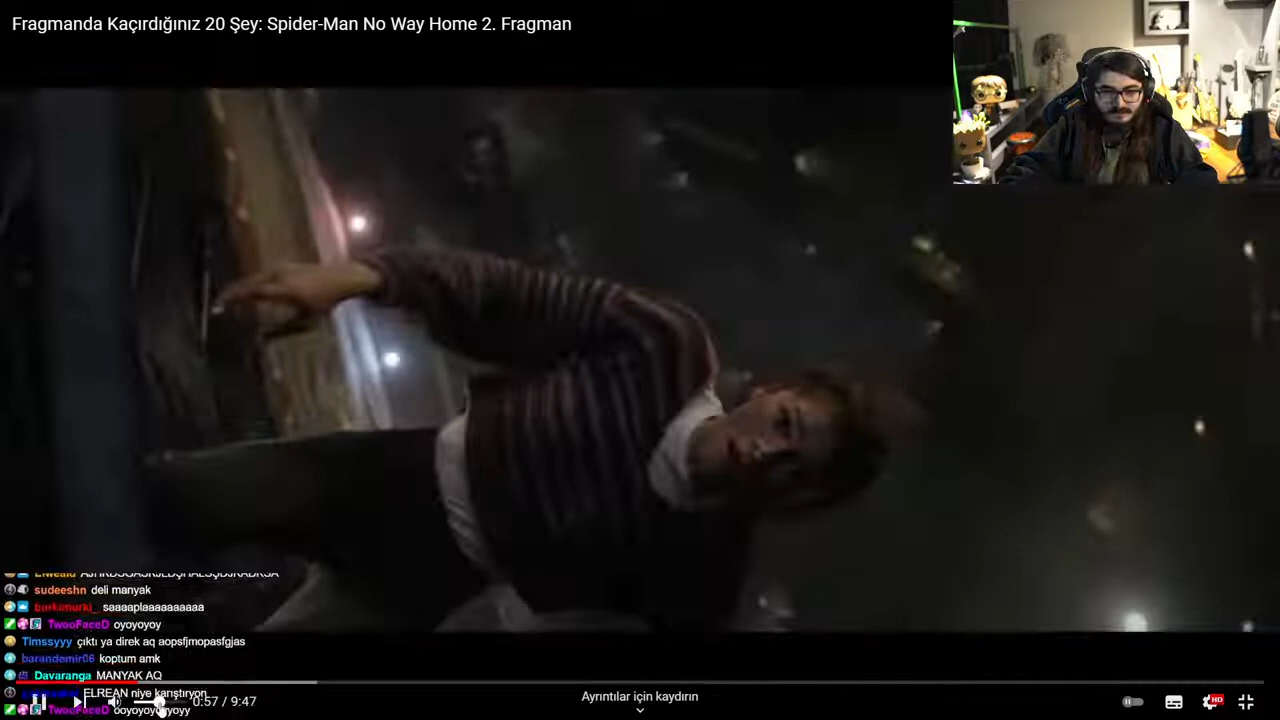 Fragmanda Kaçırdığınız 20 Şey: Spider-Man No Way Home 2. Fragman
sudeeshn deli manyak
burkimurki_ saaaaplaaaaaaaaaa
TwooFaceD oyoyoyoy
Timssyyy çıktı ya direk aq aopsfjmopasfgjas
barandemir06 koptum amk
Davaranga MANYAK AQ
ELREAN niye karıştıryon
TwooFaceD
0:57 / 9:47
Ayrıntılar için kaydırın
HD